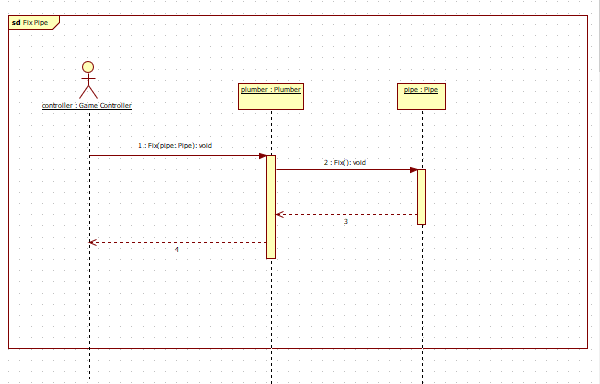 sd Fix Pipe
controller : Game Controller
plumber : Plumber
pipe : Pipe
1 : Fix(pipe: Pipe): void
2 : Fix(): void
3
4